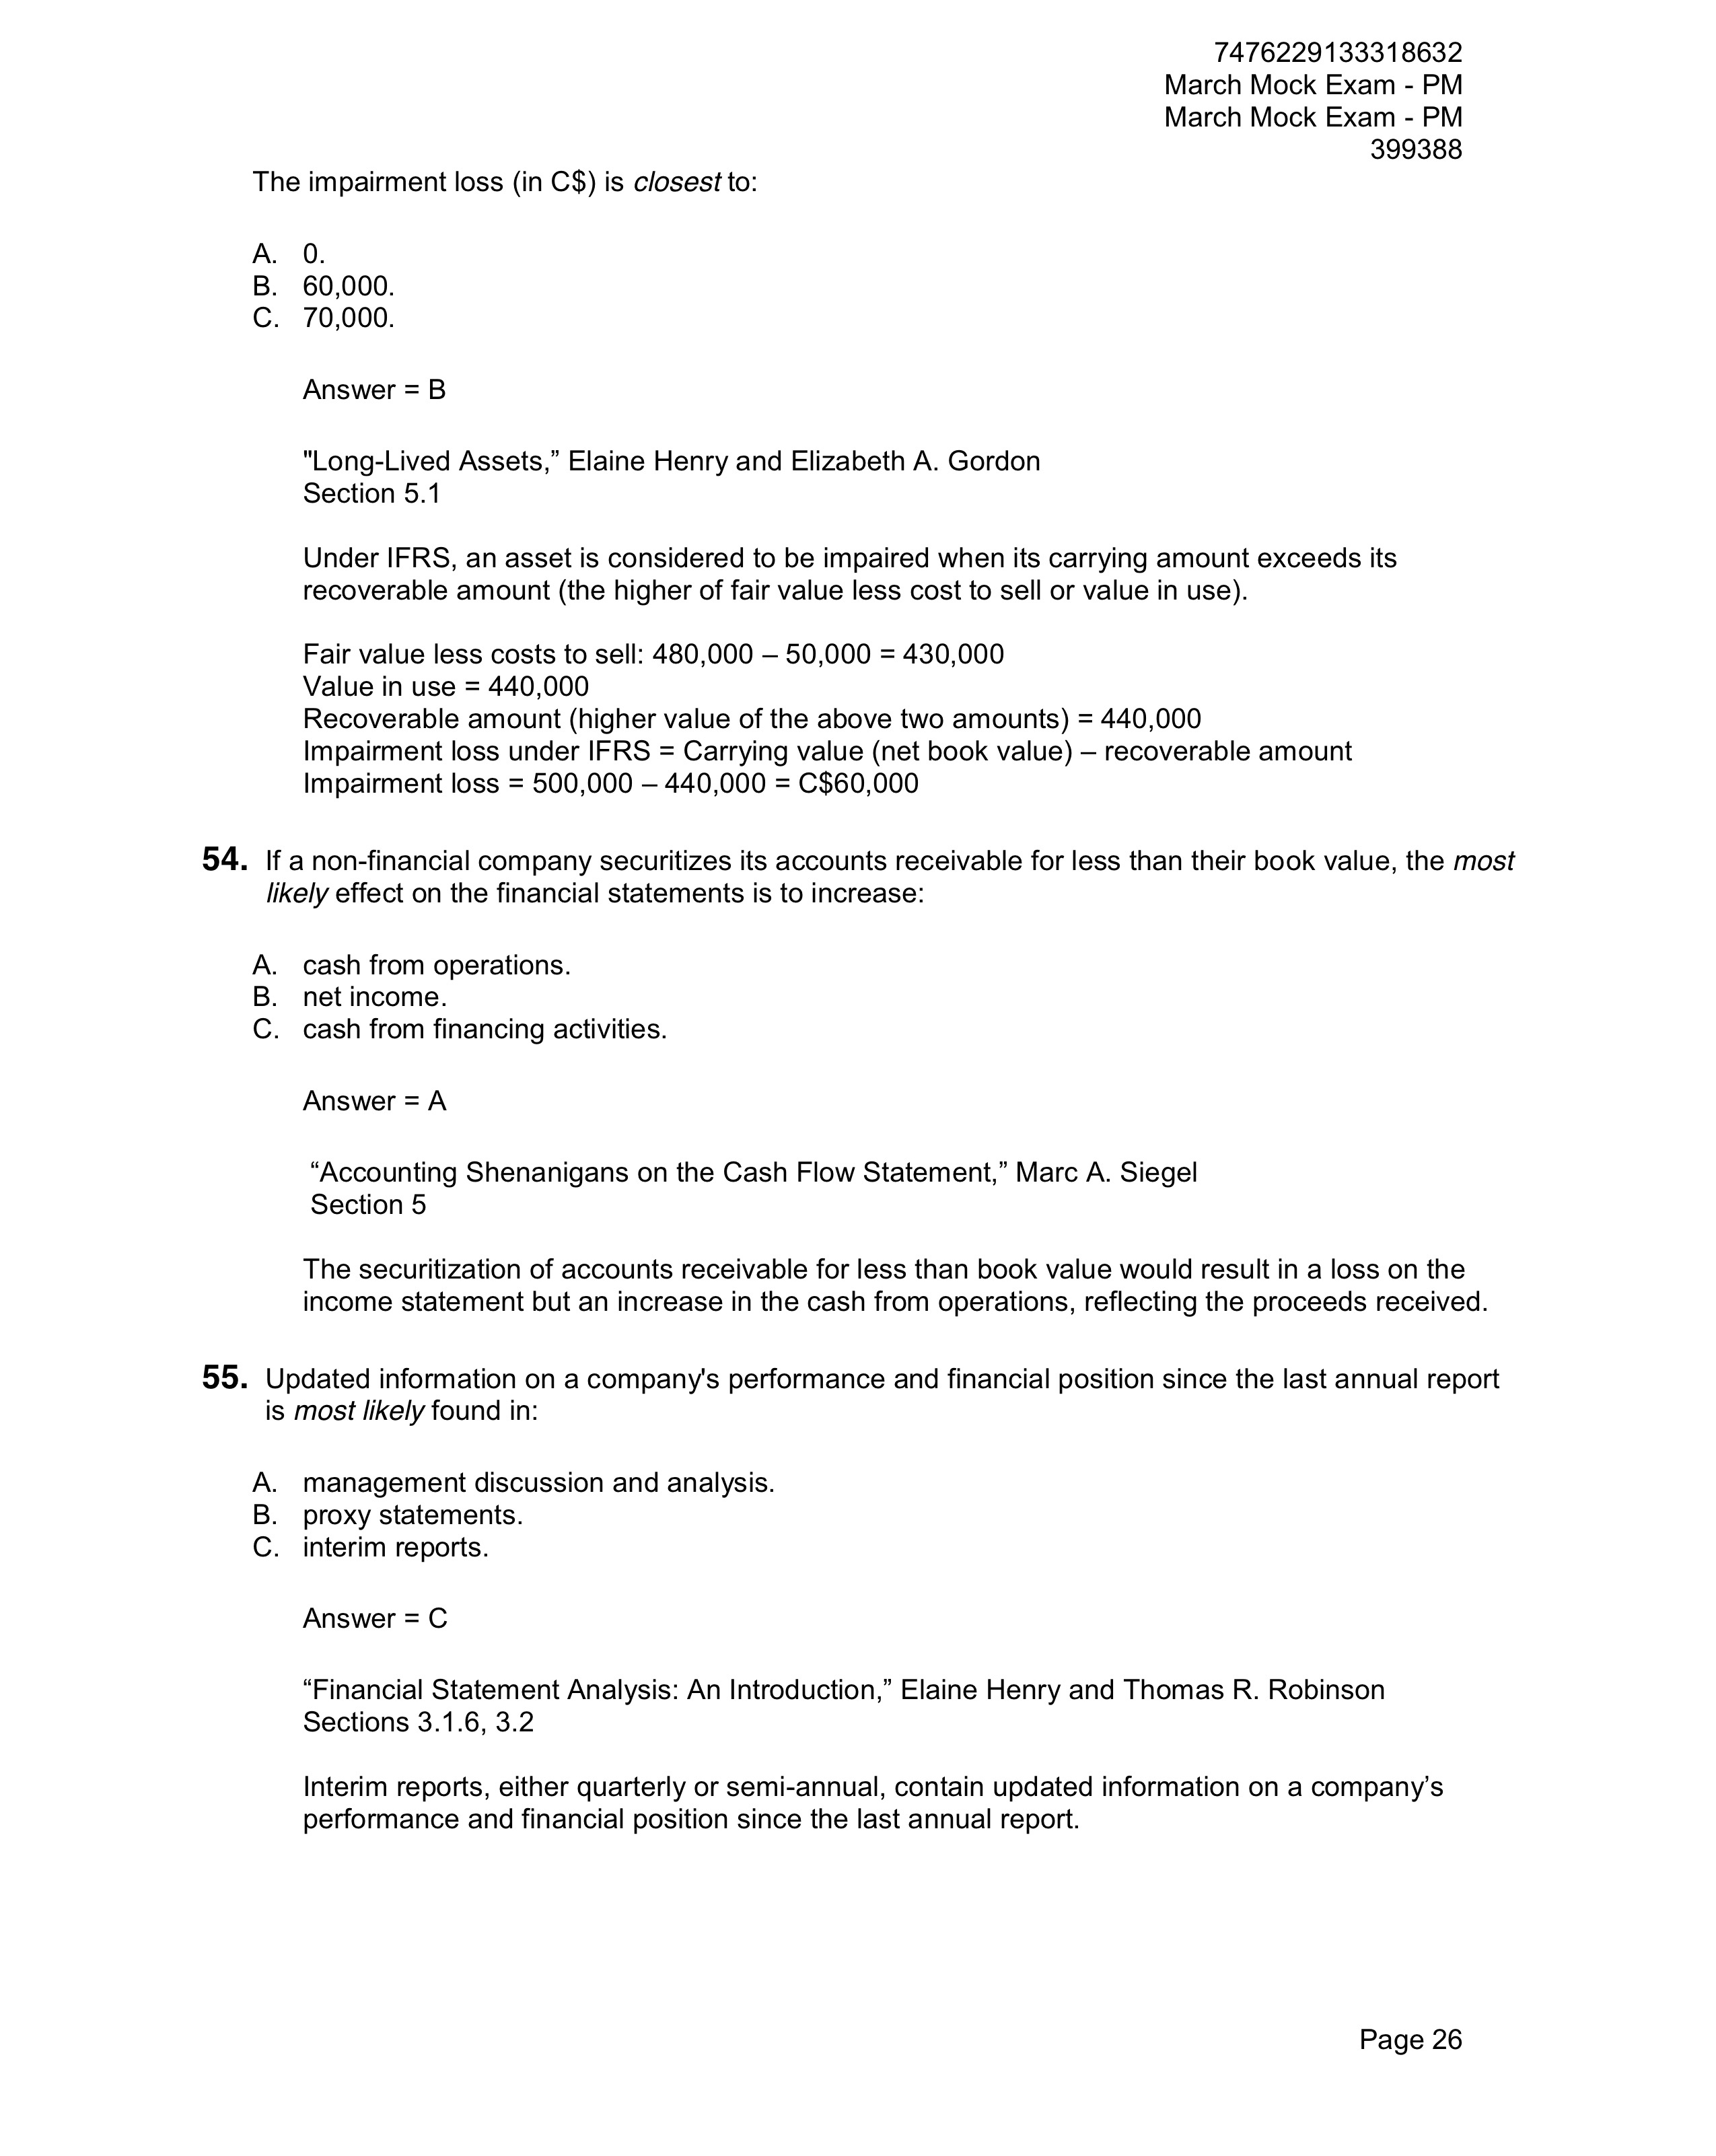 7476229133318632
March Mock Exam - PM
March Mock Exam - PM
399388
The impairment loss (in C$) is closest to:
A. 0.
B. 60,000.
C. 70,000.
Answer = B
"Long-Lived Assets,” Elaine Henry and Elizabeth A. Gordon
Section 5.1
Under IFRS, an asset is considered to be impaired when its carrying amount exceeds its
recoverable amount (the higher of fair value less cost to sell or value in use).
Fair value less costs to sell: 480,000 – 50,000 = 430,000
Value in use = 440,000
Recoverable amount (higher value of the above two amounts) = 440,000
Impairment loss under IFRS = Carrying value (net book value) – recoverable amount
Impairment loss = 500,000 – 440,000 = C$60,000
54. If a non-financial company securitizes its accounts receivable for less than their book value, the most
likely effect on the financial statements is to increase:
A. cash from operations.
B. net income.
C. cash from financing activities.
Answer = A
“Accounting Shenanigans on the Cash Flow Statement,” Marc A. Siegel
Section 5
The securitization of accounts receivable for less than book value would result in a loss on the
income statement but an increase in the cash from operations, reflecting the proceeds received.
55. Updated information on a company's performance and financial position since the last annual report
is most likely found in:
A. management discussion and analysis.
B. proxy statements.
C. interim reports.
Answer = C
“Financial Statement Analysis: An Introduction,” Elaine Henry and Thomas R. Robinson
Sections 3.1.6, 3.2
Interim reports, either quarterly or semi-annual, contain updated information on a company’s
performance and financial position since the last annual report.
Page 26